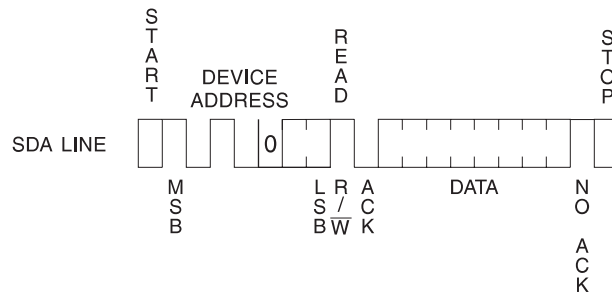 START
DEVICE
ADDRESS
READ
STOP
SDA LINE
0
MSB
LSB
R/W
ACK
DATA
NO ACK